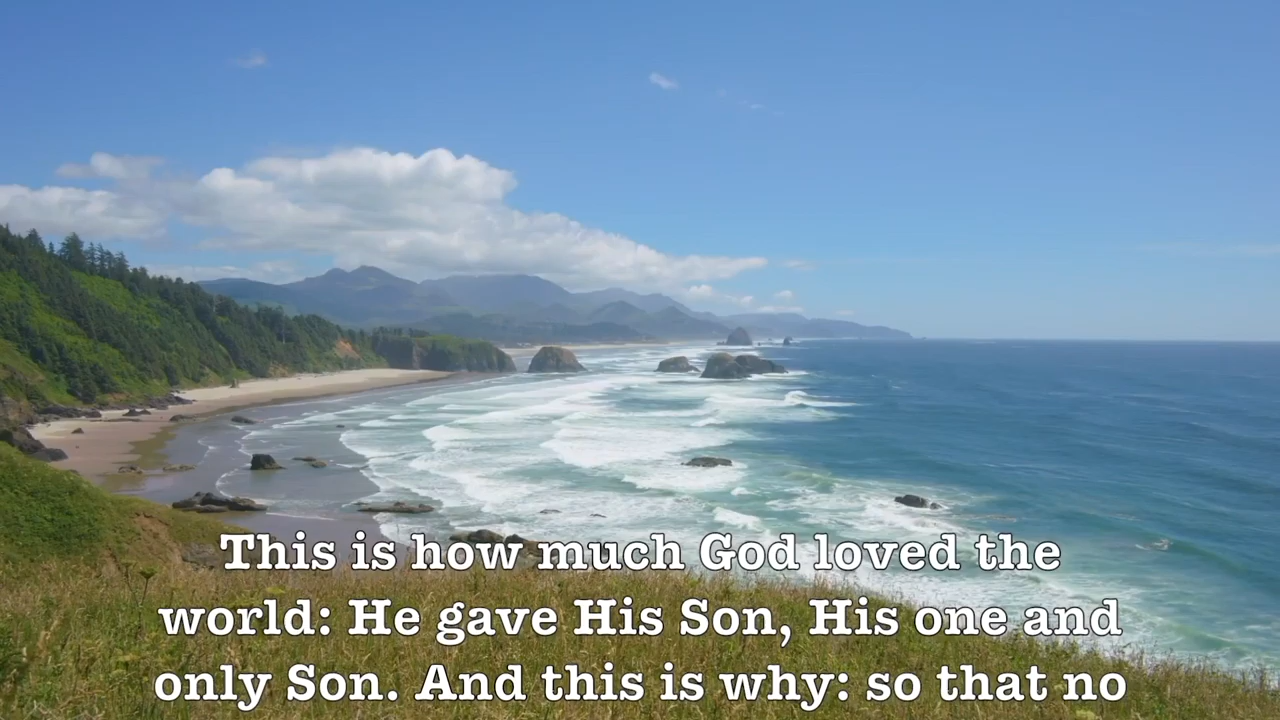 This is how much God loved the
world: He gave His Son, His one and
only Son. And this is why: so that no